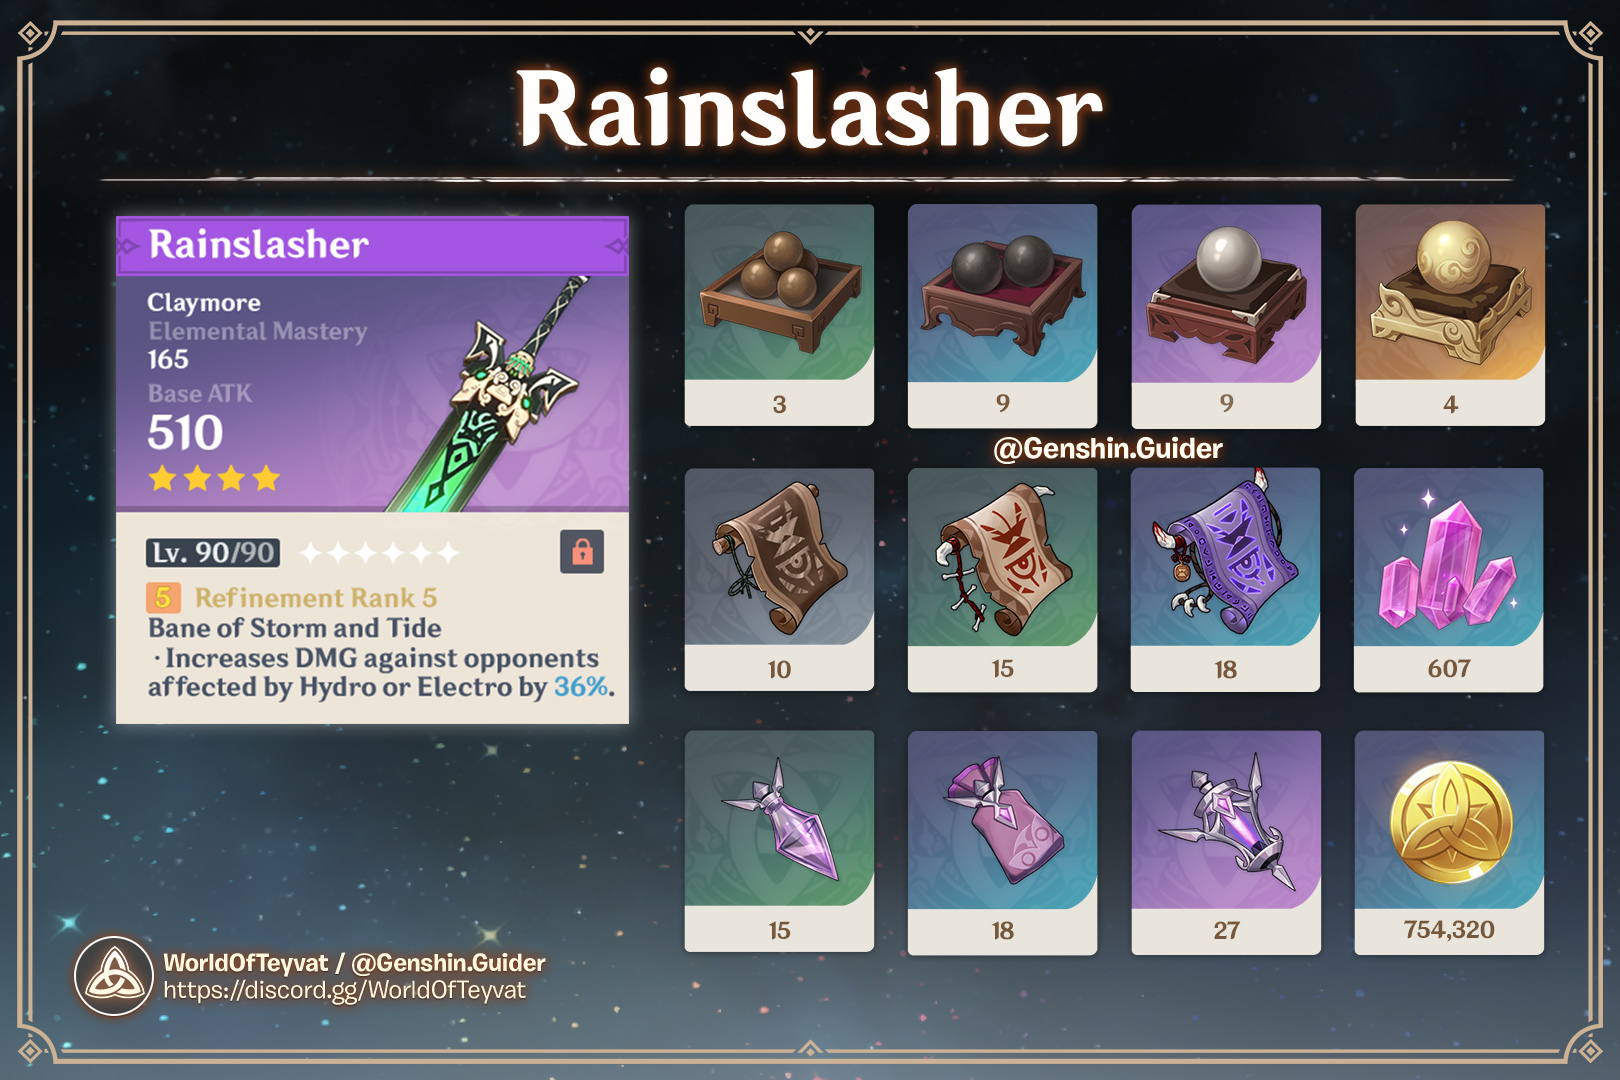 Rainslasher
Rainslasher
Claymore
Elemental Mastery
165
Base ATK
510
Lv. 90/90
5 Refinement Rank 5
Bane of Storm and Tide
· Increases DMG against opponents
affected by Hydro or Electro by 36%.
3
9
9
4
@Genshin.Guider
10
15
18
607
15
18
27
754,320
WorldOfTeyvat / @Genshin.Guider
https://discord.gg/WorldOfTeyvat